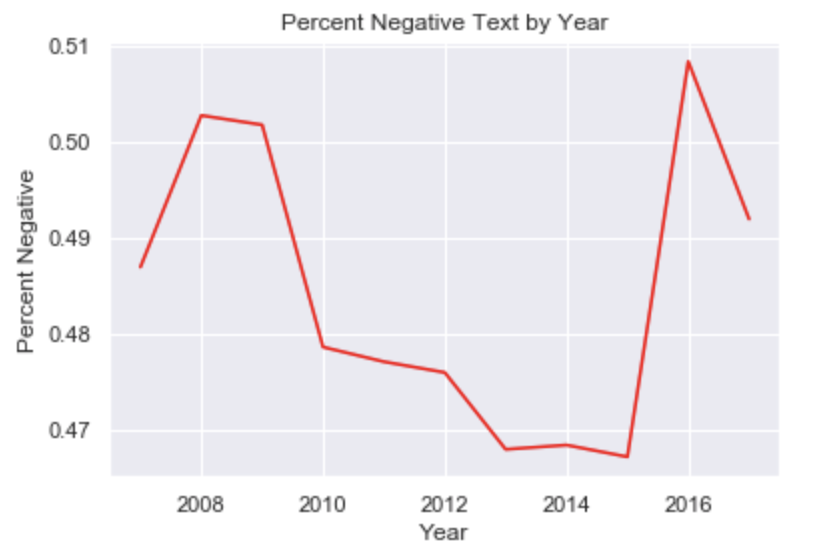 Percent Negative Text by Year
0.51
0.50
0.49
0.48
0.47
Percent Negative
2008 2010 2012 2014 2016
Year